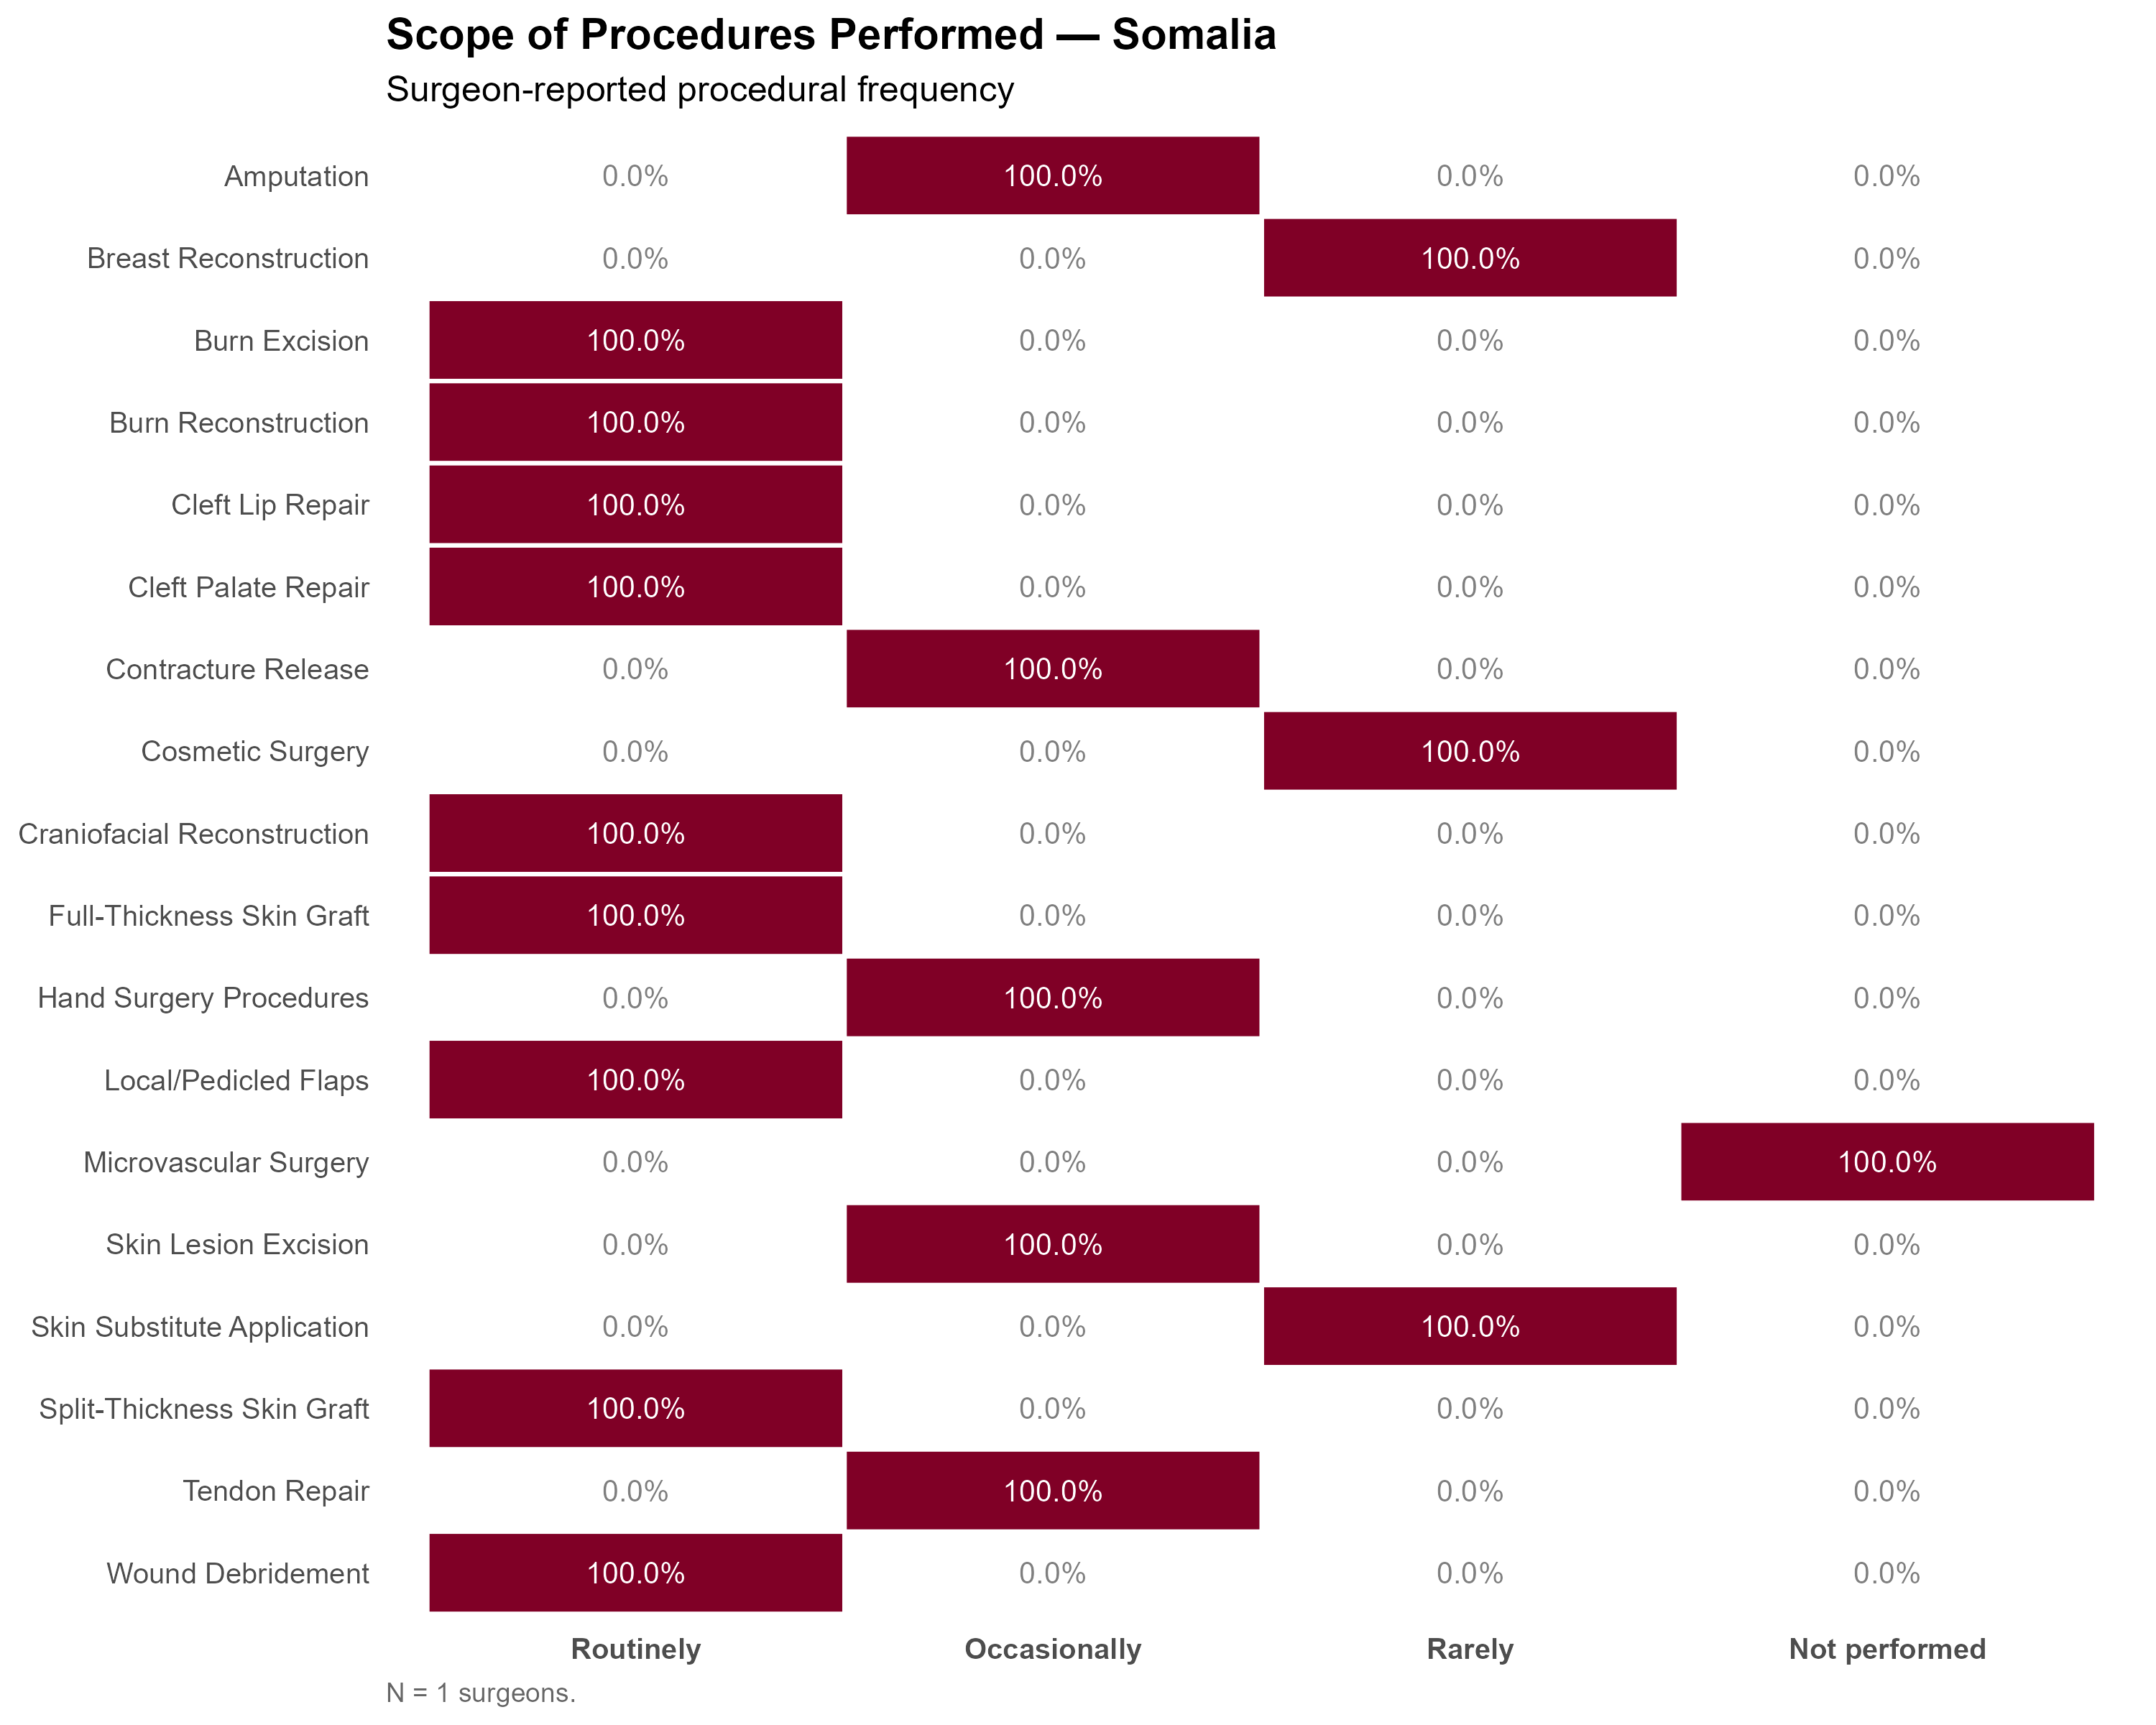 Scope of Procedures Performed — Somalia
Surgeon-reported procedural frequency
Amputation 0.0% 100.0% 0.0% 0.0%
Breast Reconstruction 0.0% 0.0% 100.0% 0.0%
Burn Excision 100.0% 0.0% 0.0% 0.0%
Burn Reconstruction 100.0% 0.0% 0.0% 0.0%
Cleft Lip Repair 100.0% 0.0% 0.0% 0.0%
Cleft Palate Repair 100.0% 0.0% 0.0% 0.0%
Contracture Release 0.0% 100.0% 0.0% 0.0%
Cosmetic Surgery 0.0% 0.0% 100.0% 0.0%
Craniofacial Reconstruction 100.0% 0.0% 0.0% 0.0%
Full-Thickness Skin Graft 100.0% 0.0% 0.0% 0.0%
Hand Surgery Procedures 0.0% 100.0% 0.0% 0.0%
Local/Pedicled Flaps 100.0% 0.0% 0.0% 0.0%
Microvascular Surgery 0.0% 0.0% 0.0% 100.0%
Skin Lesion Excision 0.0% 100.0% 0.0% 0.0%
Skin Substitute Application 0.0% 0.0% 100.0% 0.0%
Split-Thickness Skin Graft 100.0% 0.0% 0.0% 0.0%
Tendon Repair 0.0% 100.0% 0.0% 0.0%
Wound Debridement 100.0% 0.0% 0.0% 0.0%
Routinely Occasionally Rarely Not performed
N = 1 surgeons.